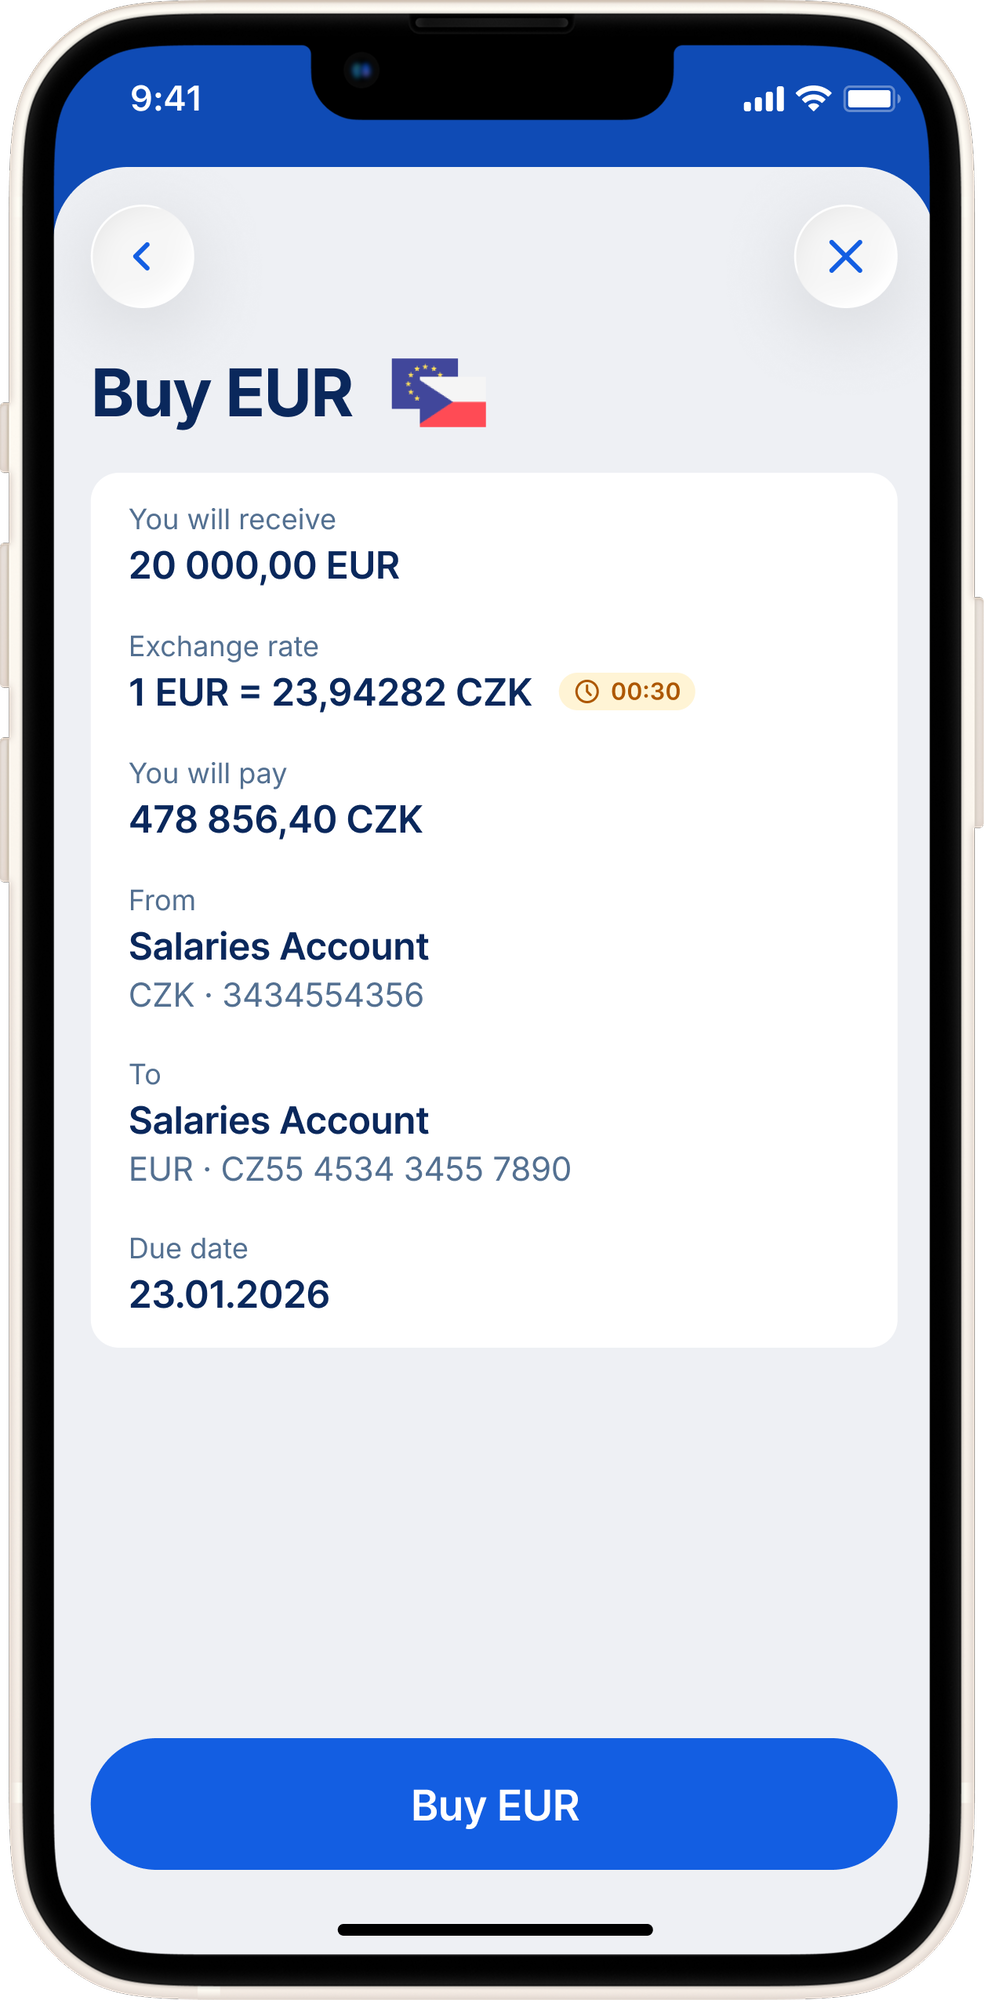 9:41
Buy EUR
You will receive
20 000,00 EUR
Exchange rate
1 EUR = 23,94282 CZK 00:30
You will pay
478 856,40 CZK
From
Salaries Account
CZK · 3434554356
To
Salaries Account
EUR · CZ55 4534 3455 7890
Due date
23.01.2026
Buy EUR